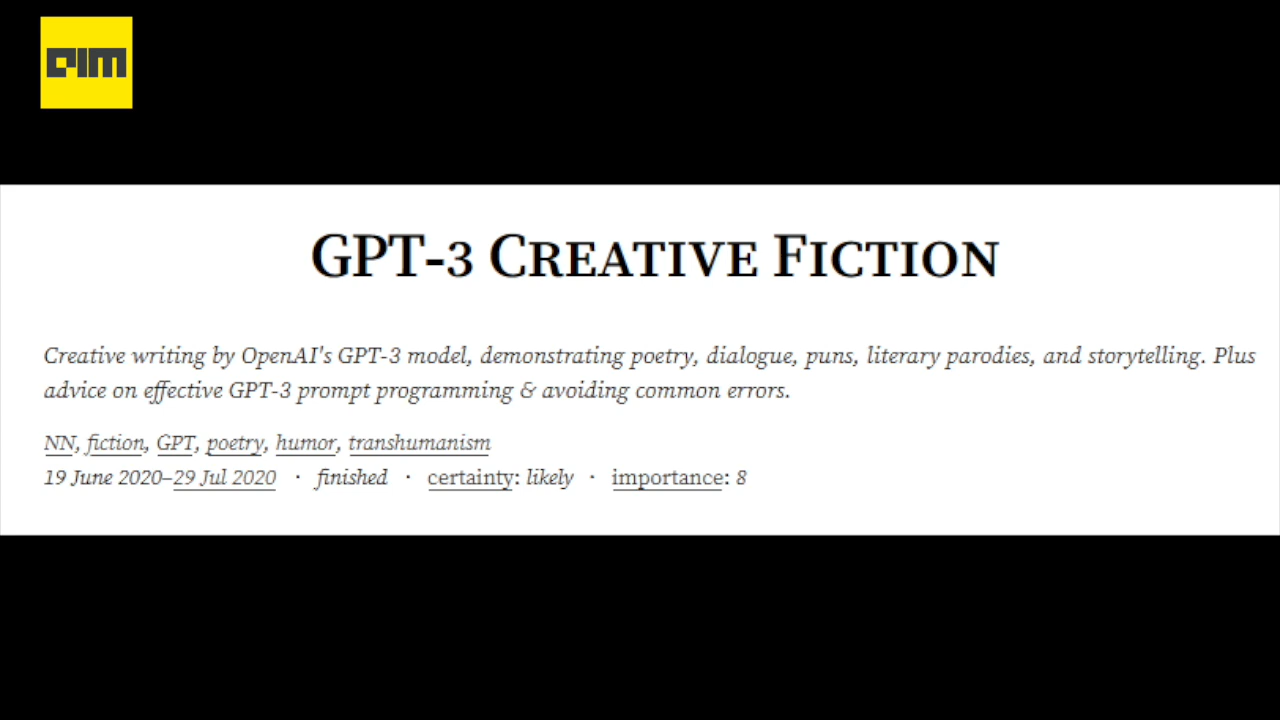 aim
GPT-3 Creative Fiction
Creative writing by OpenAI's GPT-3 model, demonstrating poetry, dialogue, puns, literary parodies, and storytelling. Plus
advice on effective GPT-3 prompt programming & avoiding common errors.
NN, fiction, GPT, poetry, humor, transhumanism
19 June 2020–29 Jul 2020 · finished · certainty: likely · importance: 8